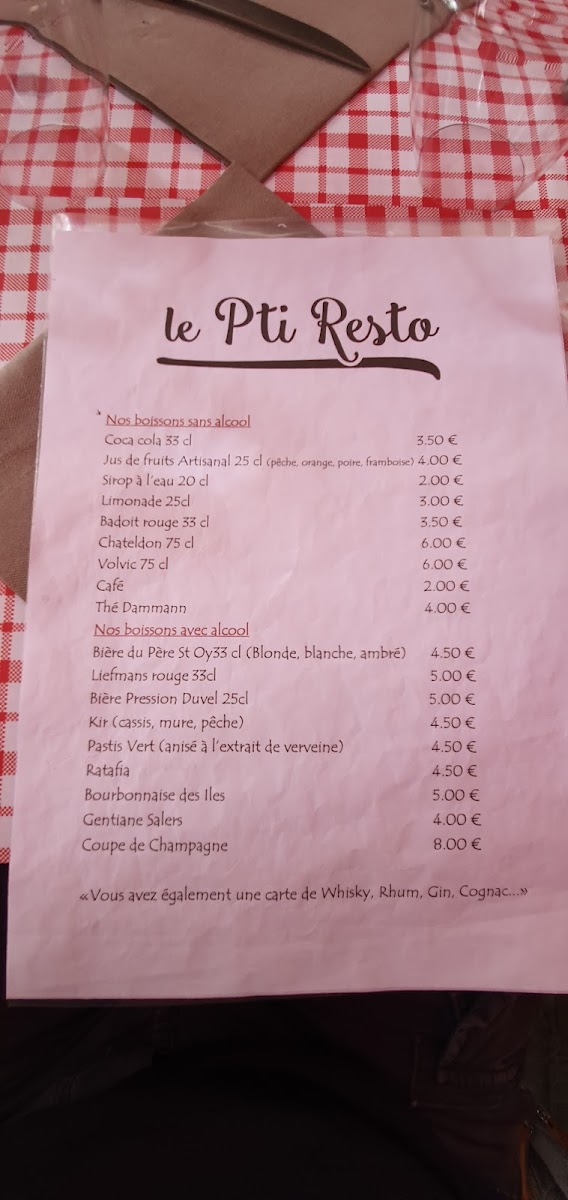 le Pti Resto
Nos boissons sans alcool
Coca cola 33 cl 3.50 €
Jus de fruits Artisanal 25 cl (pêche, orange, poire, framboise) 4.00 €
Sirop à l'eau 20 cl 2.00 €
Limonade 25cl 3.00 €
Badoit rouge 33 cl 3.50 €
Chateldon 75 cl 6.00 €
Volvic 75 cl 6.00 €
Café 2.00 €
Thé Dammann 4.00 €
Nos boissons avec alcool
Bière du Père St Oy33 cl (Blonde, blanche, ambré) 4.50 €
Liefmans rouge 33cl 5.00 €
Bière Pression Duvel 25cl 5.00 €
Kir (cassis, mure, pêche) 4.50 €
Pastis Vert (anisé à l'extrait de verveine) 4.50 €
Ratafia 4.50 €
Bourbonnaise des Iles 5.00 €
Gentiane Salers 4.00 €
Coupe de Champagne 8.00 €
«Vous avez également une carte de Whisky, Rhum, Gin, Cognac...»